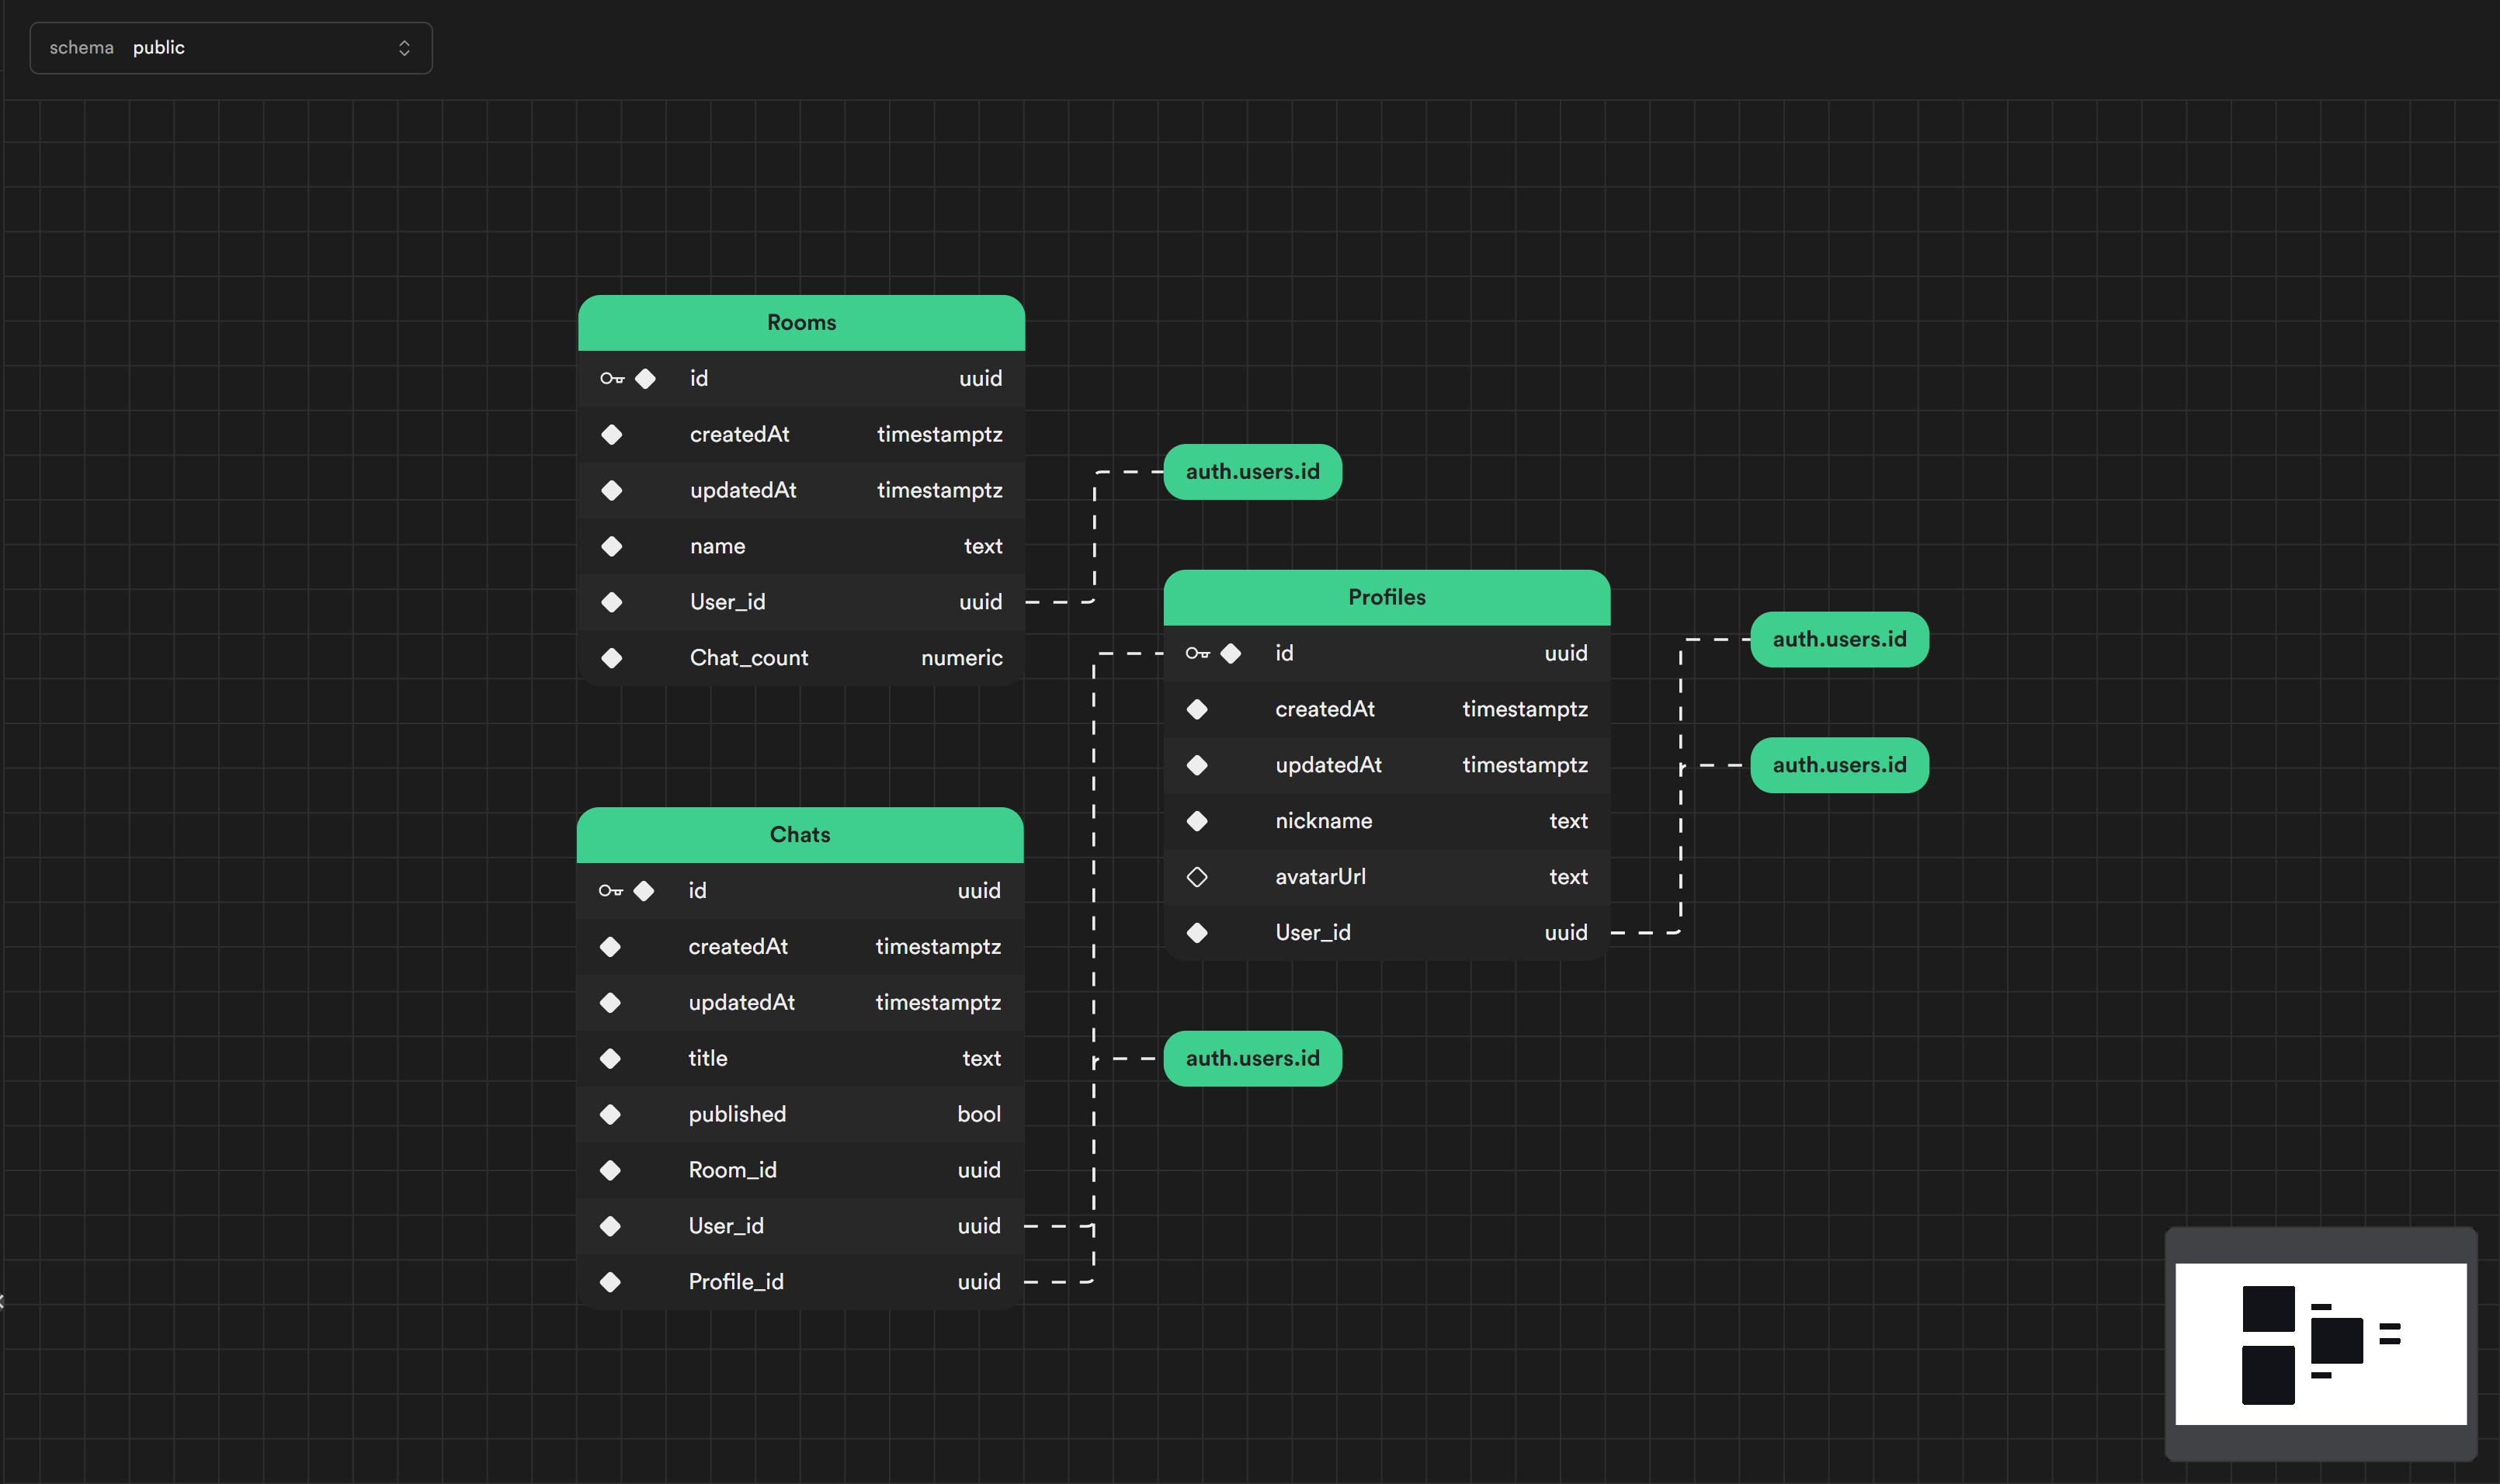 schema public
Rooms
id uuid
createdAt timestamptz
updatedAt timestamptz
name text
User_id uuid
Chat_count numeric
auth.users.id
Profiles
id uuid
createdAt timestamptz
updatedAt timestamptz
nickname text
avatarUrl text
User_id uuid
auth.users.id
auth.users.id
Chats
id uuid
createdAt timestamptz
updatedAt timestamptz
title text
published bool
Room_id uuid
User_id uuid
Profile_id uuid
auth.users.id